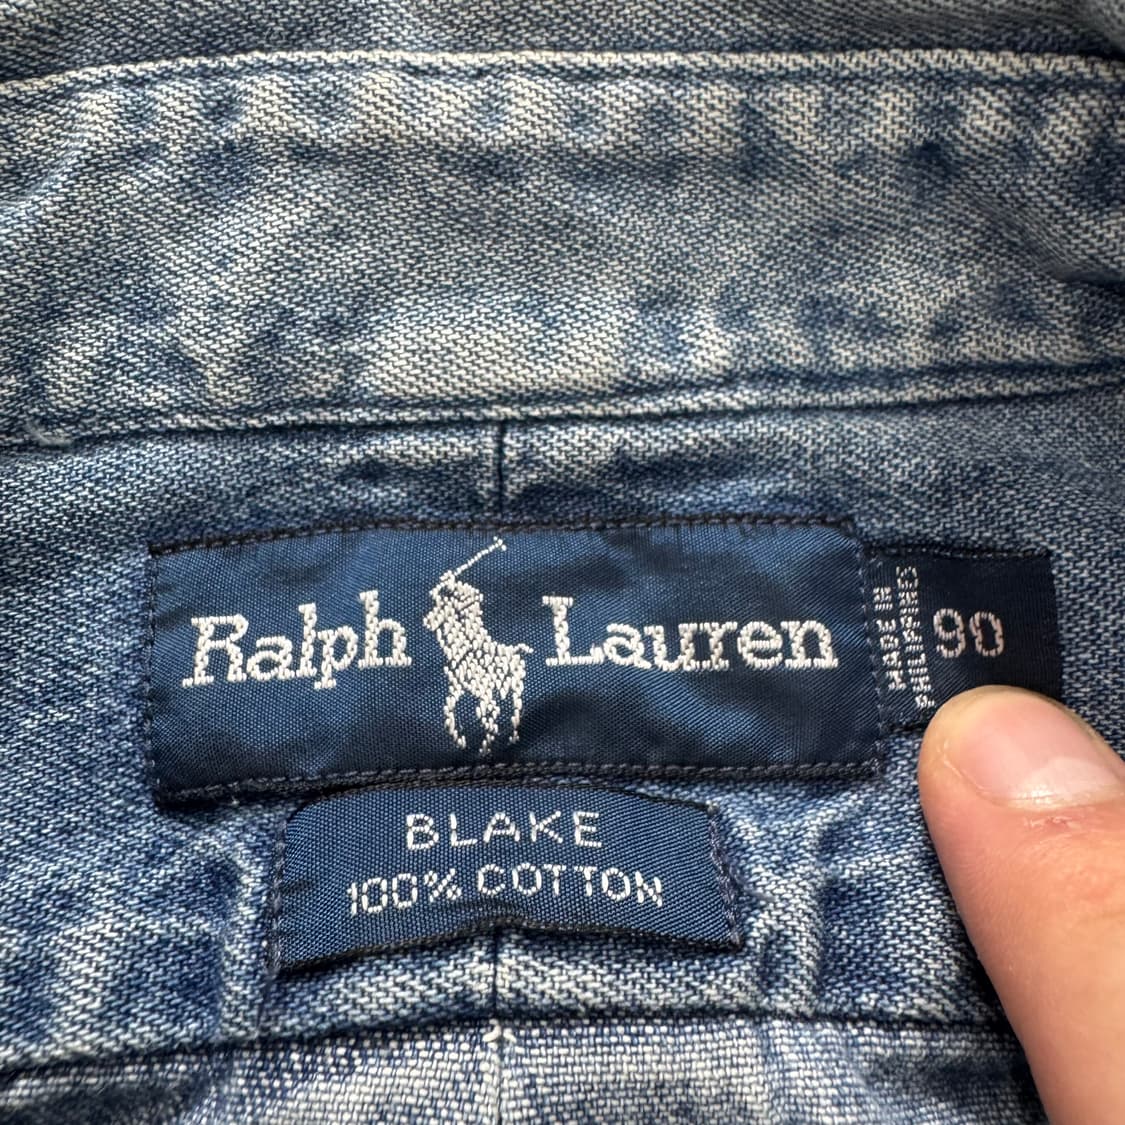 Ralph Lauren
MADE IN
PHILIPPINES
90
BLAKE
100% COTTON